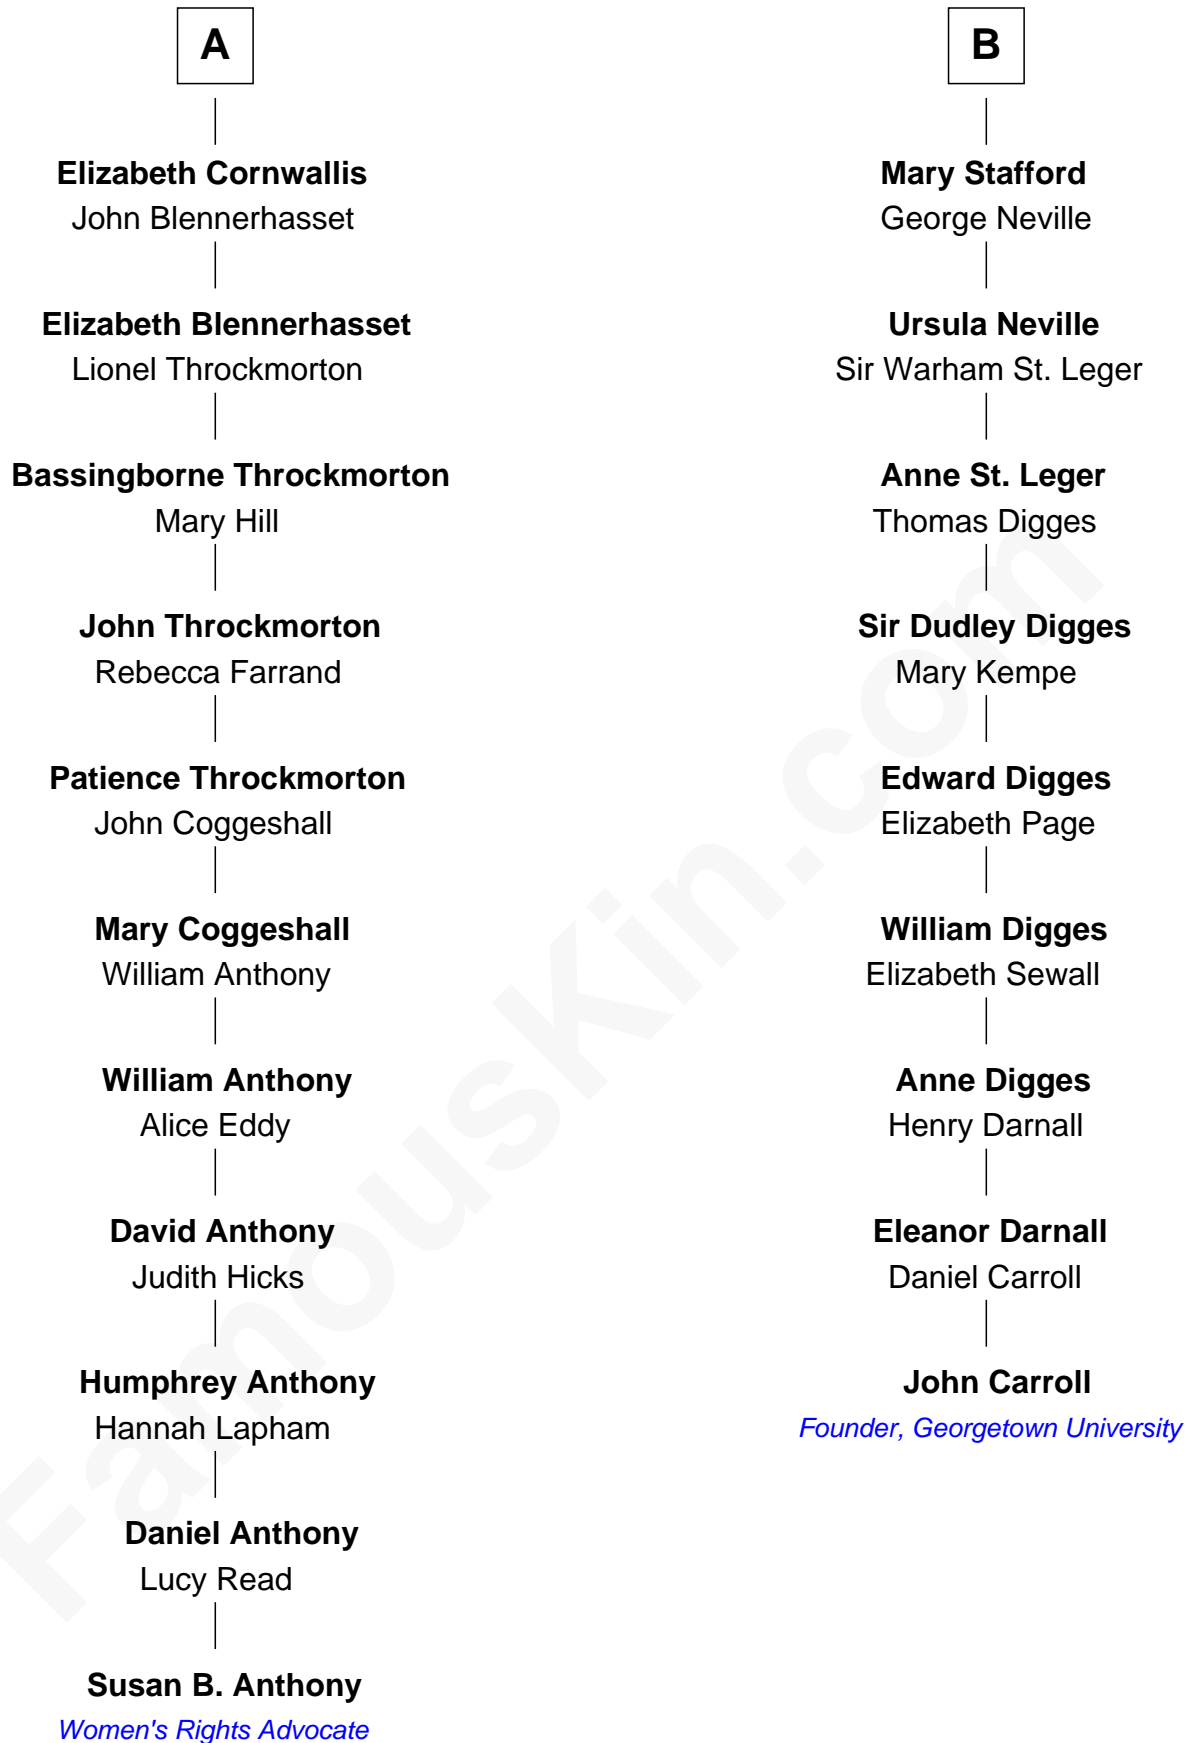 A
Elizabeth Cornwallis
John Blennerhasset
Elizabeth Blennerhasset
Lionel Throckmorton
Bassingborne Throckmorton
Mary Hill
John Throckmorton
Rebecca Farrand
Patience Throckmorton
John Coggeshall
Mary Coggeshall
William Anthony
William Anthony
Alice Eddy
David Anthony
Judith Hicks
Humphrey Anthony
Hannah Lapham
Daniel Anthony
Lucy Read
Susan B. Anthony
Women's Rights Advocate
B
Mary Stafford
George Neville
Ursula Neville
Sir Warham St. Leger
Anne St. Leger
Thomas Digges
Sir Dudley Digges
Mary Kempe
Edward Digges
Elizabeth Page
William Digges
Elizabeth Sewall
Anne Digges
Henry Darnall
Eleanor Darnall
Daniel Carroll
John Carroll
Founder, Georgetown University
FamousKin.com